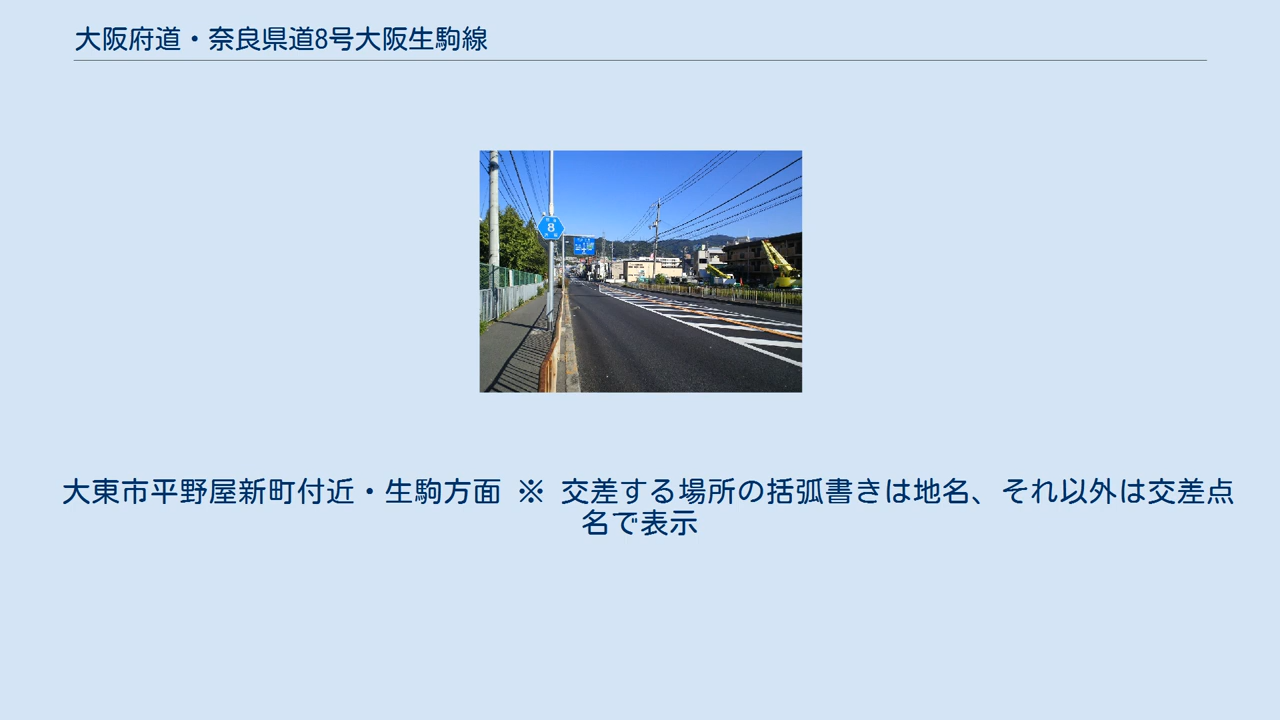 大阪府道・奈良県道8号大阪生駒線
8
大東市平野屋新町付近・生駒方面 ※ 交差する場所の括弧書きは地名、それ以外は交差点
名で表示